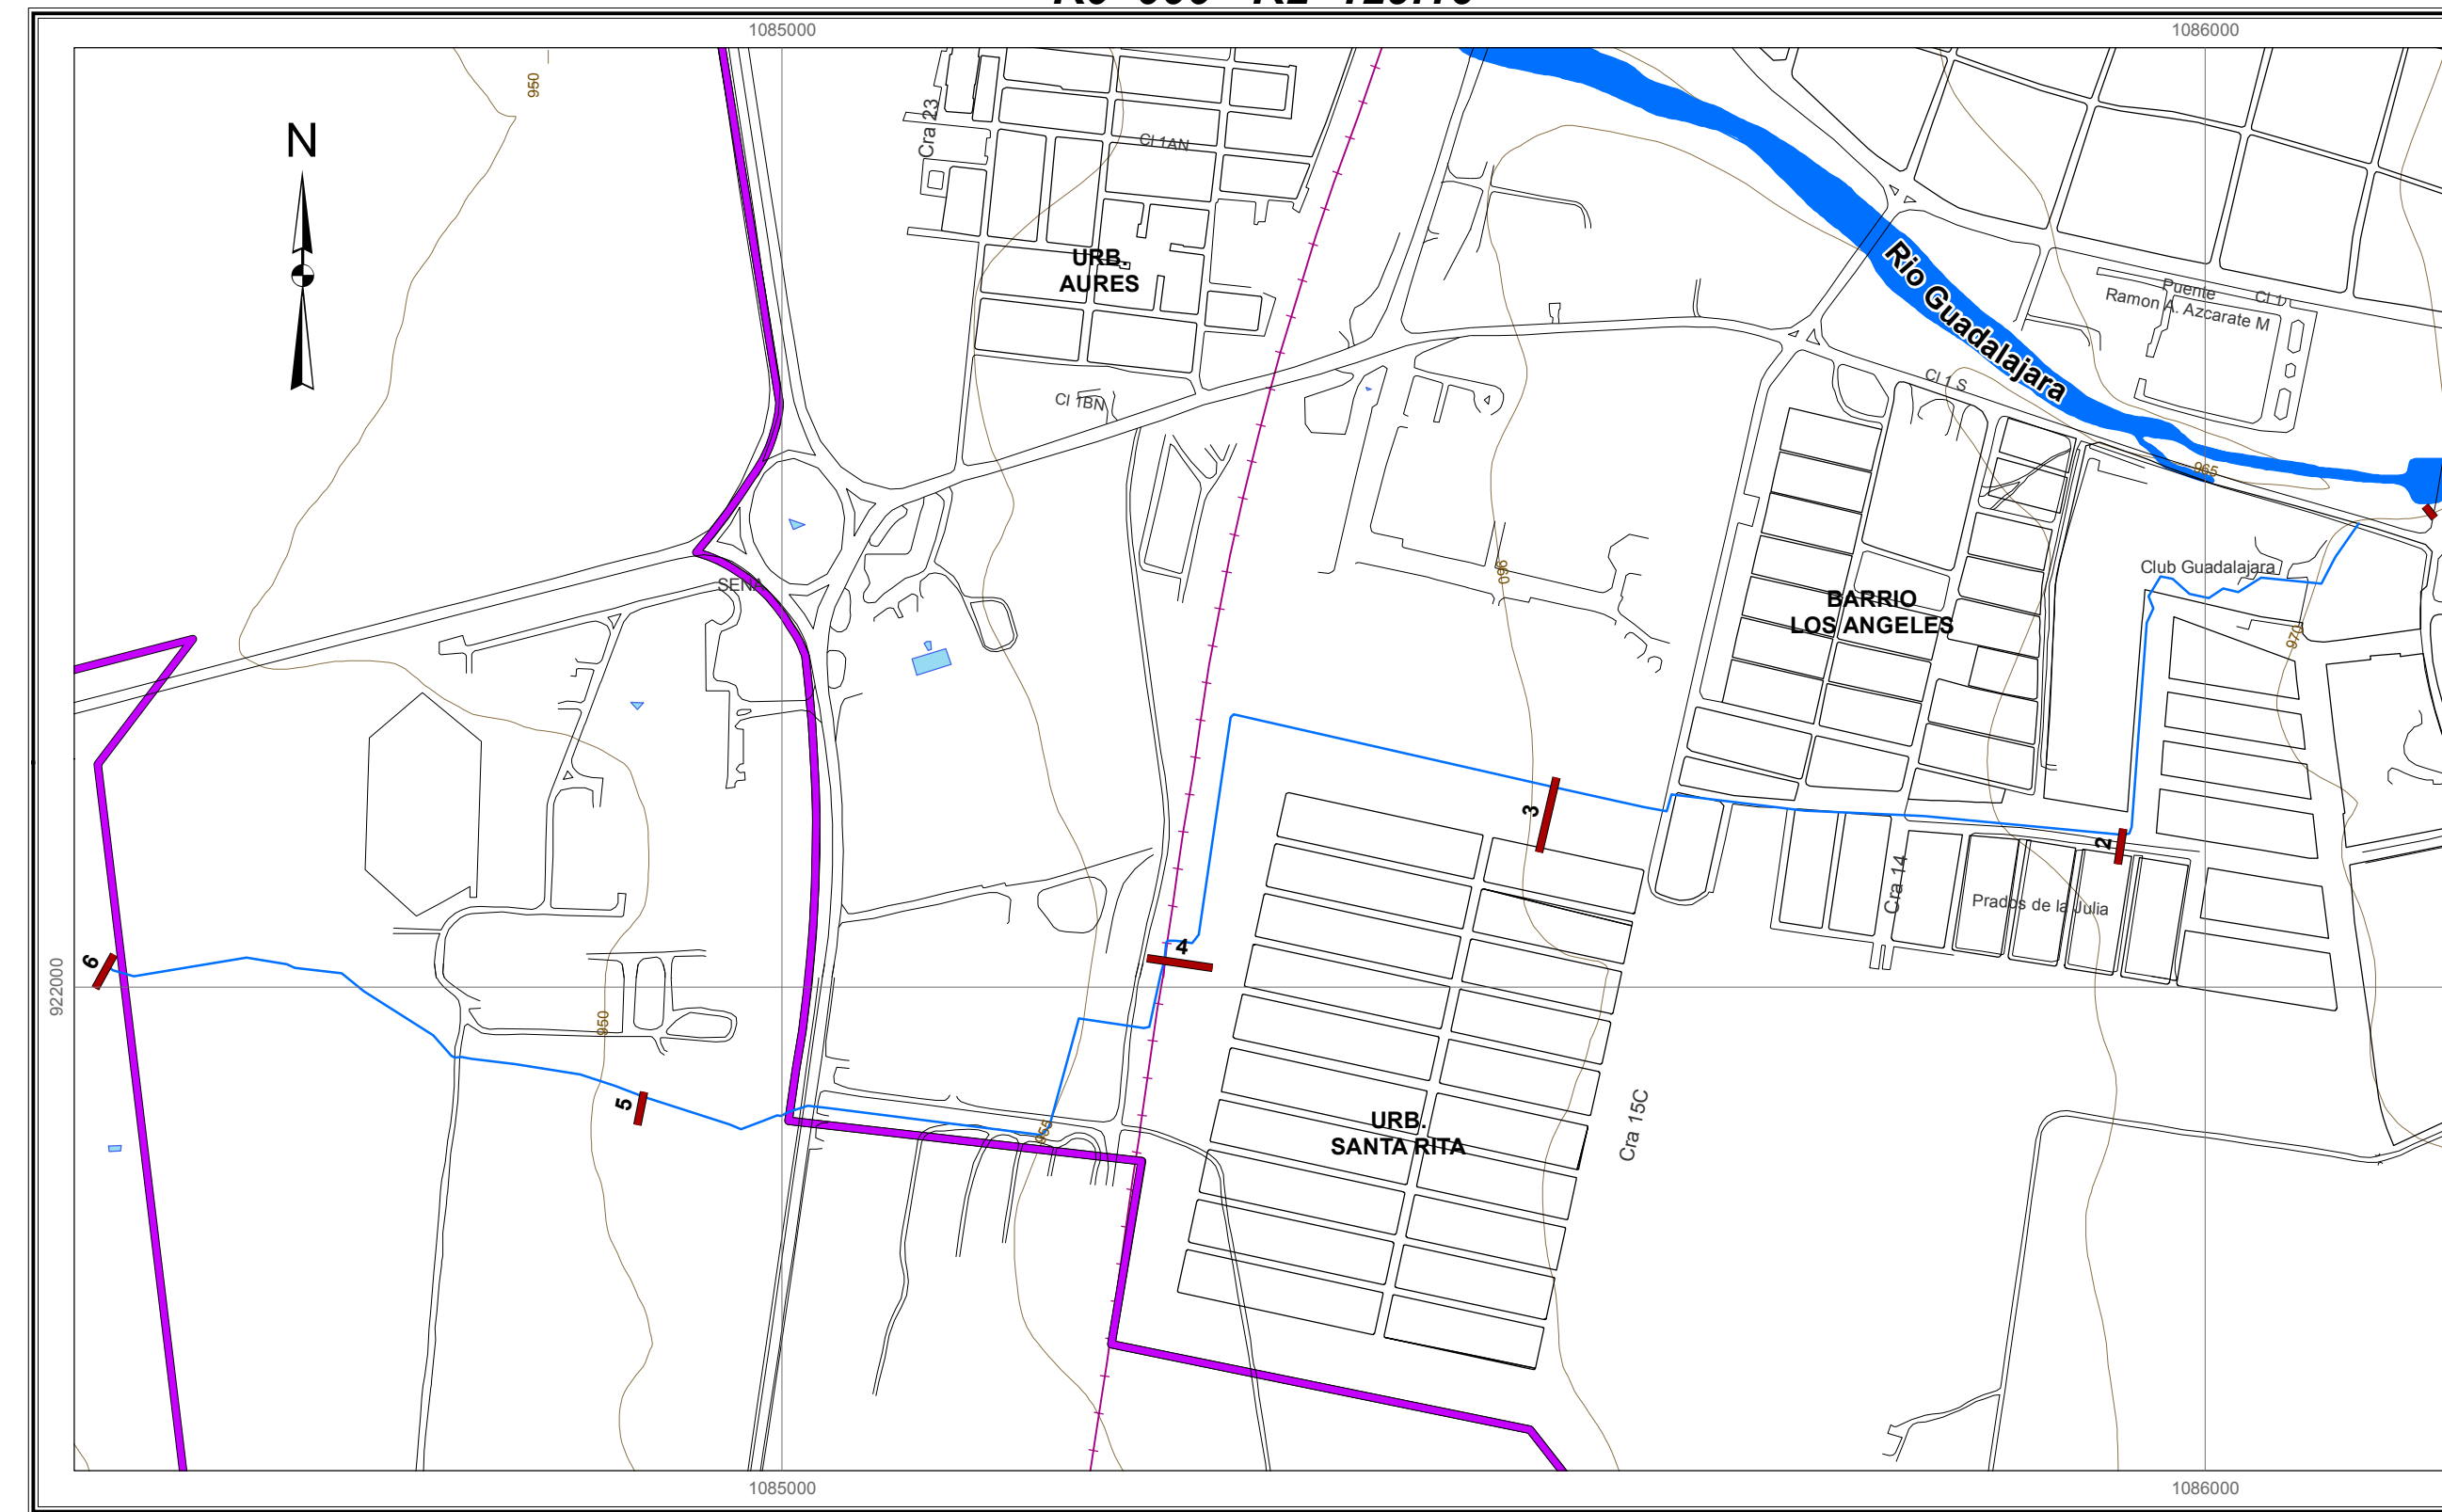 1085000
1086000
950
N
Cra 23
Cl 1AN
URB.
AURES
Cl 1BN
Rio Guadalajara
Puente
Ramon A. Azcarate M
Cl 1
Cl 1 S
965
SENA
960
Club Guadalajara
BARRIO
LOS ANGELES
970
3
2
Cra 14
Prados de la Julia
4
6
922000
950
5
955
URB.
SANTA RITA
Cra 15C
1085000
1086000